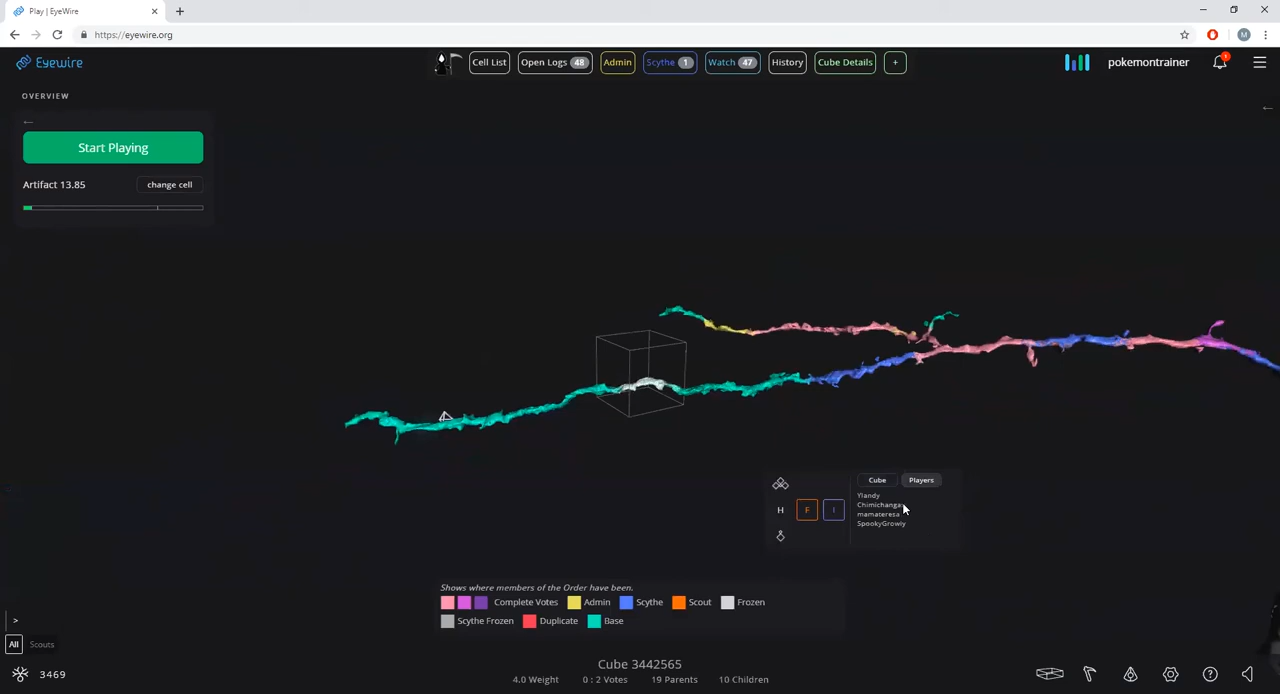 Play | EyeWire
https://eyewire.org
M
Eyewire
Cell List
Open Logs 48
Admin
Scythe 1
Watch 47
History
Cube Details
+
pokemontrainer
1
OVERVIEW
←
Start Playing
Artifact 13.85
change cell
Cube
Players
H
F
I
Ylandy
Chimichanga
mamateresa
SpookyGrowly
Shows where members of the Order have been.
Complete Votes
Admin
Scythe
Scout
Frozen
Scythe Frozen
Duplicate
Base
>
All
Scouts
3469
Cube 3442565
4.0 Weight
0 : 2 Votes
19 Parents
10 Children